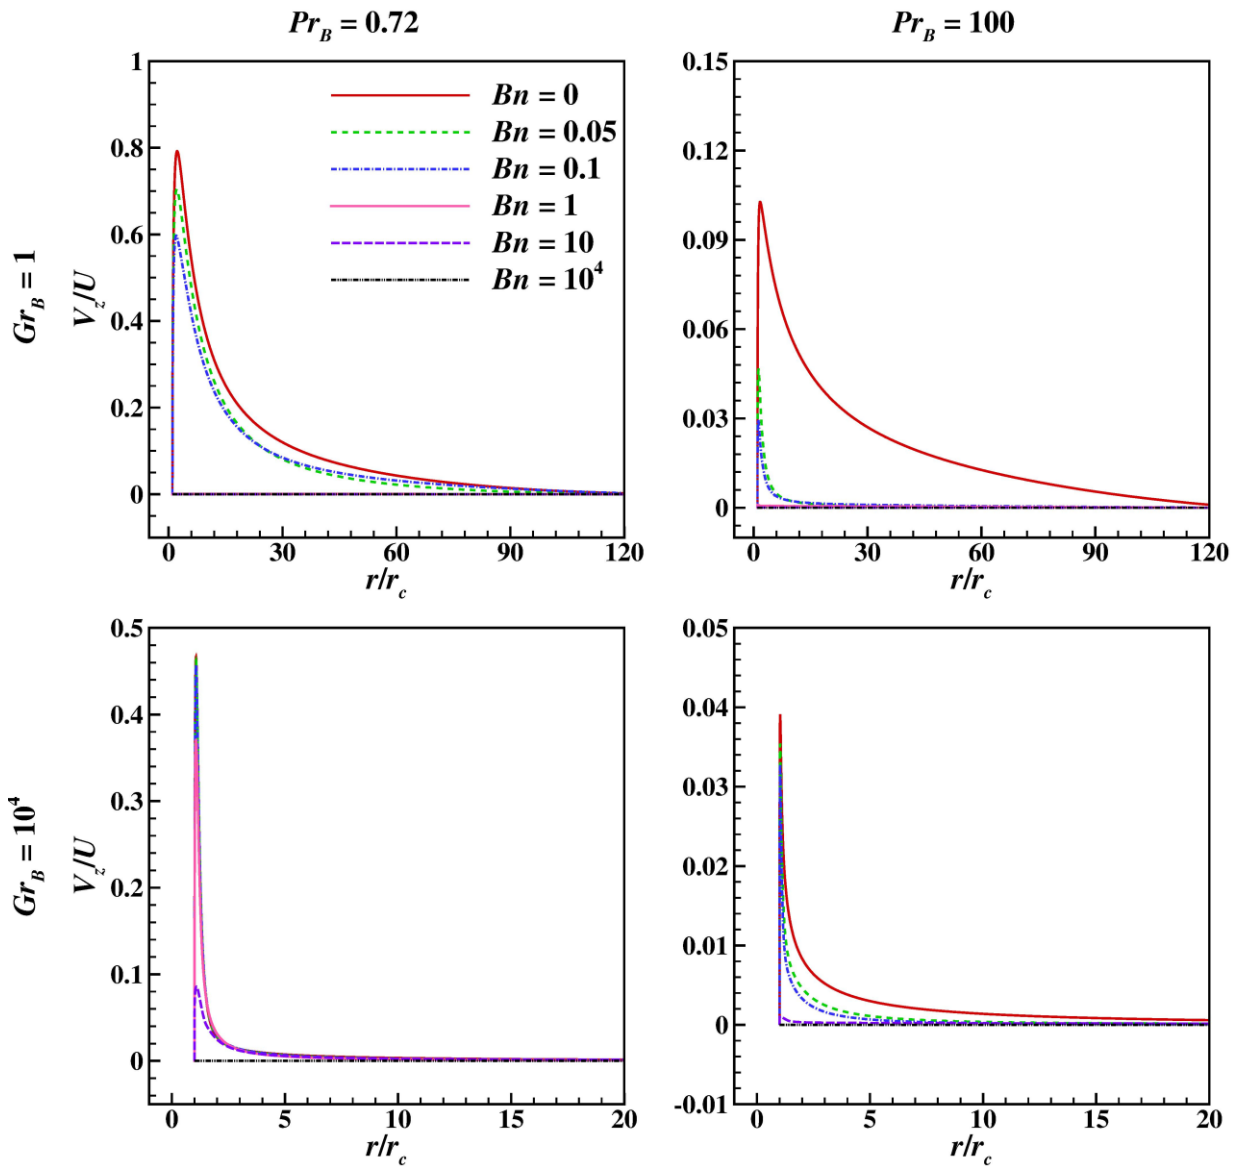 Pr_B = 0.72
Pr_B = 100
Gr_B = 1
V_z/U
1
0.8
0.6
0.4
0.2
0
Bn = 0
Bn = 0.05
Bn = 0.1
Bn = 1
Bn = 10
Bn = 10^4
0 30 60 90 120
r/r_c
0.15
0.12
0.09
0.06
0.03
0
0 30 60 90 120
r/r_c
Gr_B = 10^4
V_z/U
0.5
0.4
0.3
0.2
0.1
0
0 5 10 15 20
r/r_c
0.05
0.04
0.03
0.02
0.01
0
-0.01
0 5 10 15 20
r/r_c